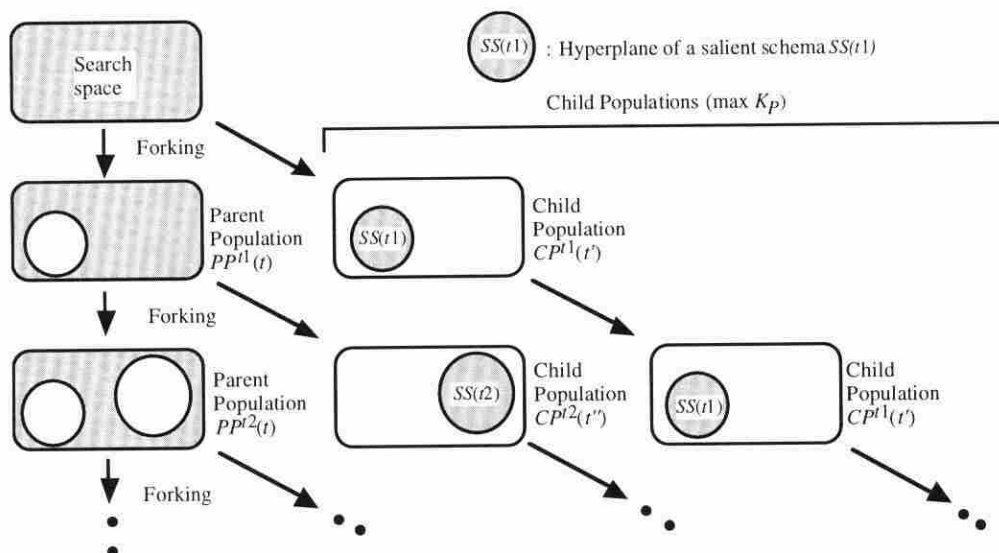 Search
space
SS(t1)
: Hyperplane of a salient schema SS(t1)
Child Populations (max K_P)
Forking
Parent
Population
PP^{t1}(t)
SS(t1)
Child
Population
CP^{t1}(t')
Forking
Parent
Population
PP^{t2}(t)
SS(t2)
Child
Population
CP^{t2}(t'')
SS(t1)
Child
Population
CP^{t1}(t')
Forking